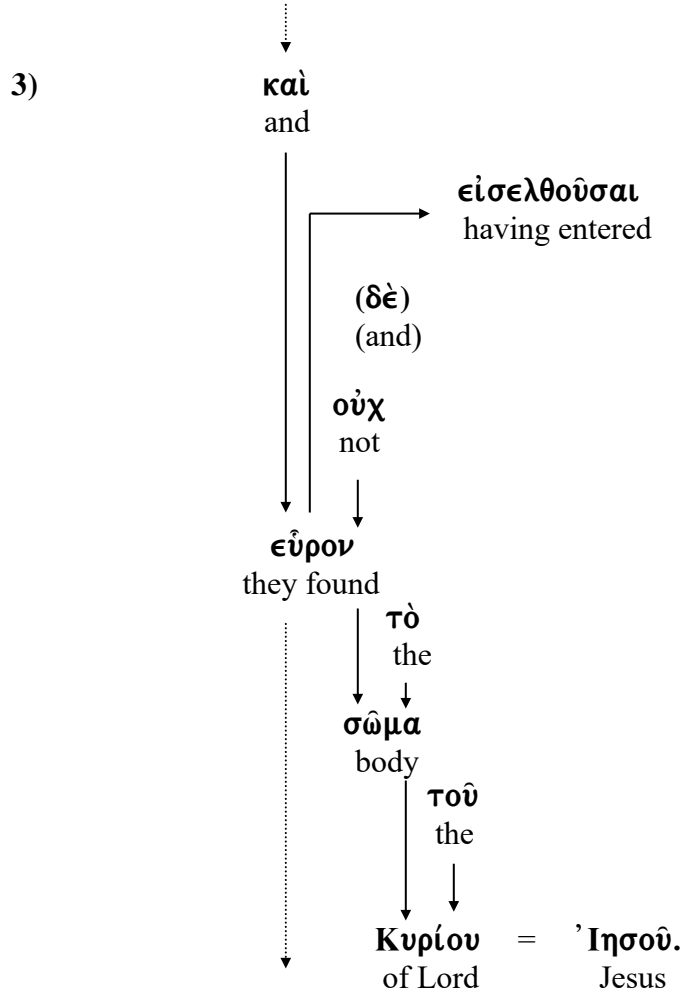 3)
καὶ
and
εἰσελθοῦσαι
having entered
(δὲ)
(and)
οὐχ
not
εὗρον
they found
τὸ
the
σῶμα
body
τοῦ
the
Κυρίου = Ἰησοῦ.
of Lord Jesus